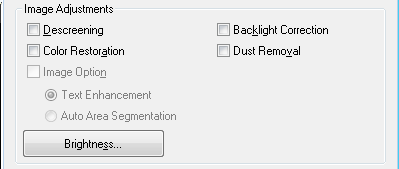 Image Adjustments
Descreening
Backlight Correction
Color Restoration
Dust Removal
Image Option
Text Enhancement
Auto Area Segmentation
Brightness...